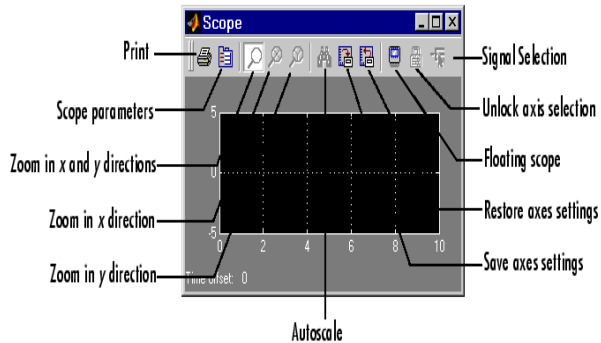 Scope
Print
Signal Selection
Scope parameters
Unlock axis selection
Zoom in x and y directions
Floating scope
Zoom in x direction
Restore axes settings
Zoom in y direction
Save axes settings
Autoscale
5
0
-5
0 2 4 6 8 10
Time offset: 0